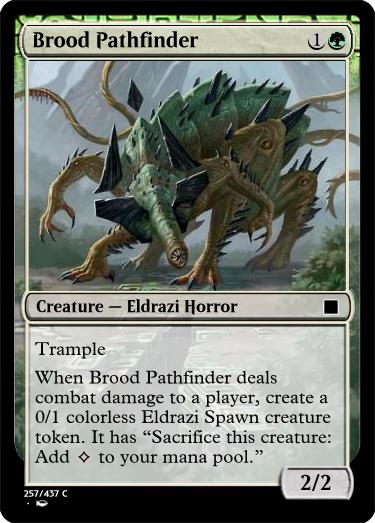 Brood Pathfinder 1
Creature — Eldrazi Horror
Trample
When Brood Pathfinder deals
combat damage to a player, create a
0/1 colorless Eldrazi Spawn creature
token. It has “Sacrifice this creature:
Add to your mana pool.”
2/2
257/437 C